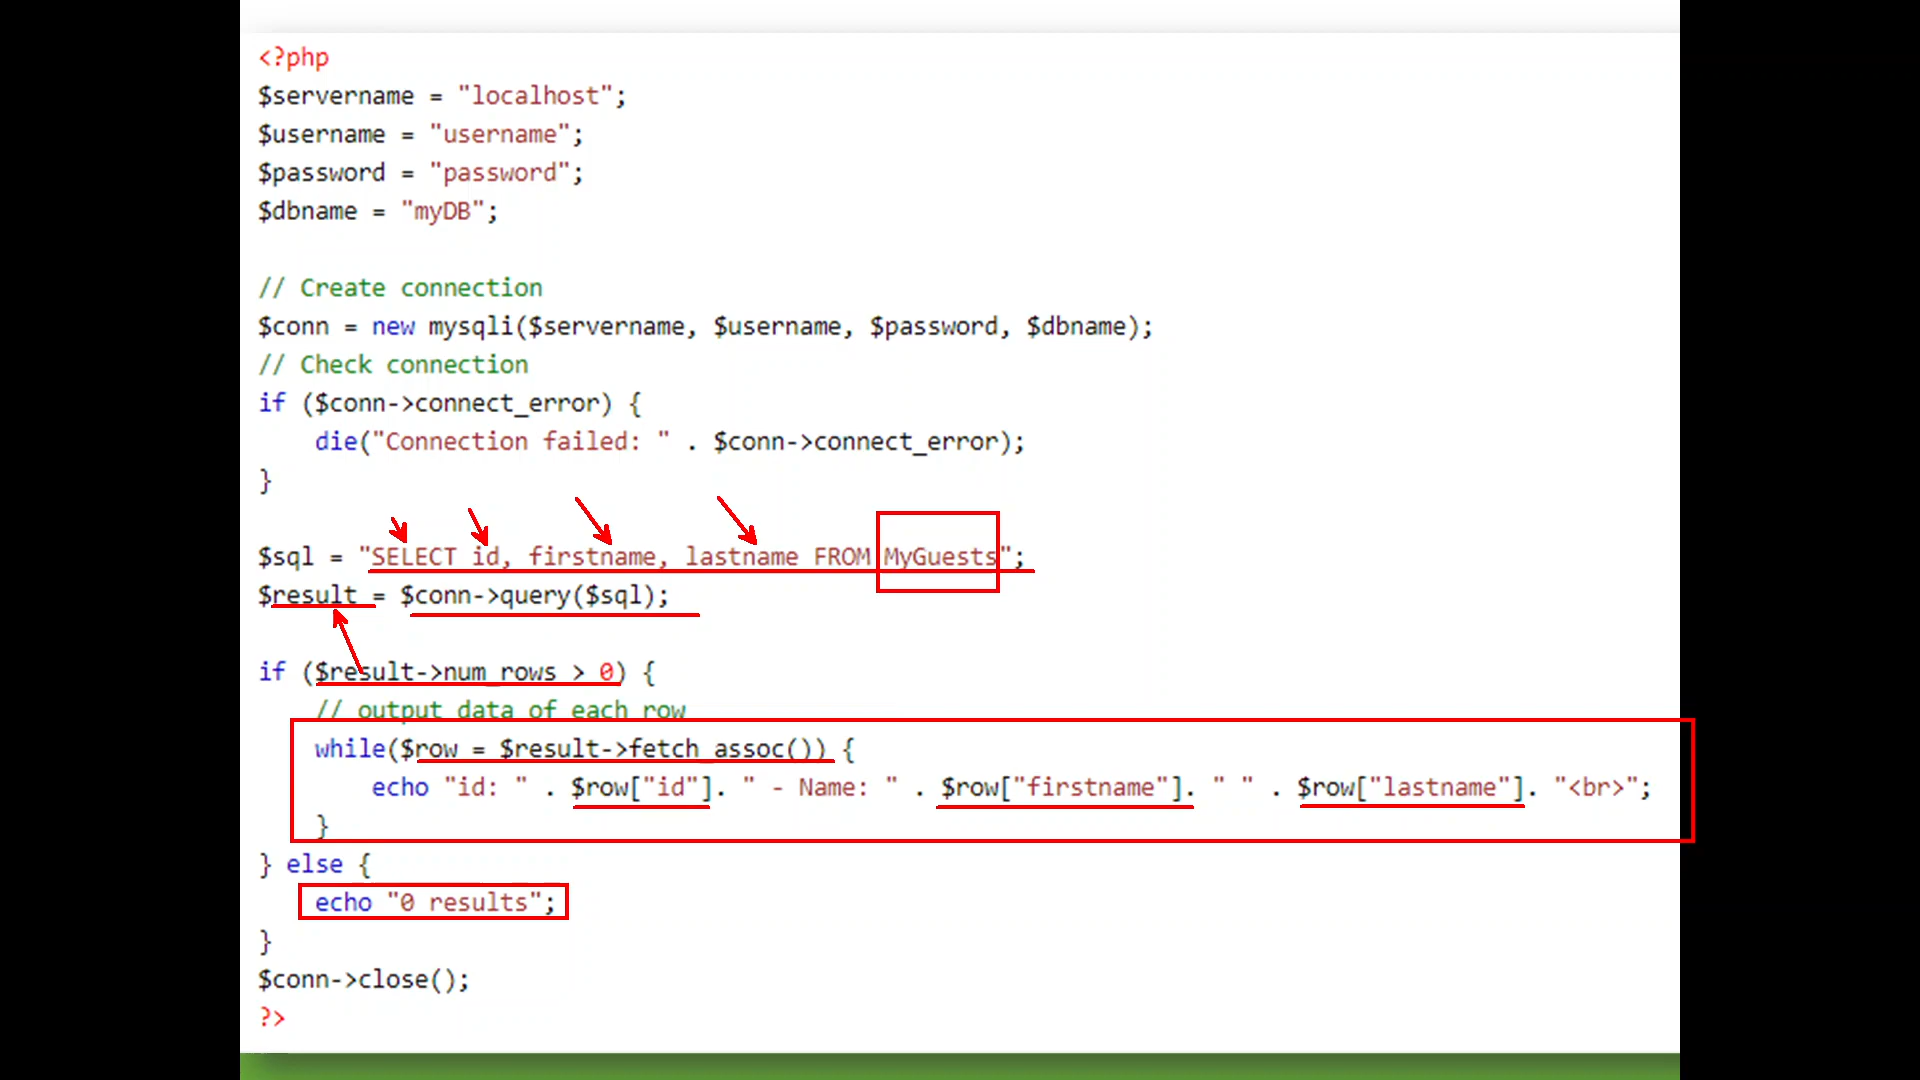 <?php
$servername = "localhost";
$username = "username";
$password = "password";
$dbname = "myDB";
// Create connection
$conn = new mysqli($servername, $username, $password, $dbname);
// Check connection
if ($conn->connect_error) {
    die("Connection failed: " . $conn->connect_error);
}
$sql = "SELECT id, firstname, lastname FROM MyGuests";
$result = $conn->query($sql);
if ($result->num_rows > 0) {
    // output data of each row
    while($row = $result->fetch_assoc()) {
        echo "id: " . $row["id"]. " - Name: " . $row["firstname"]. " " . $row["lastname"]. "<br>";
    }
} else {
    echo "0 results";
}
$conn->close();
?>